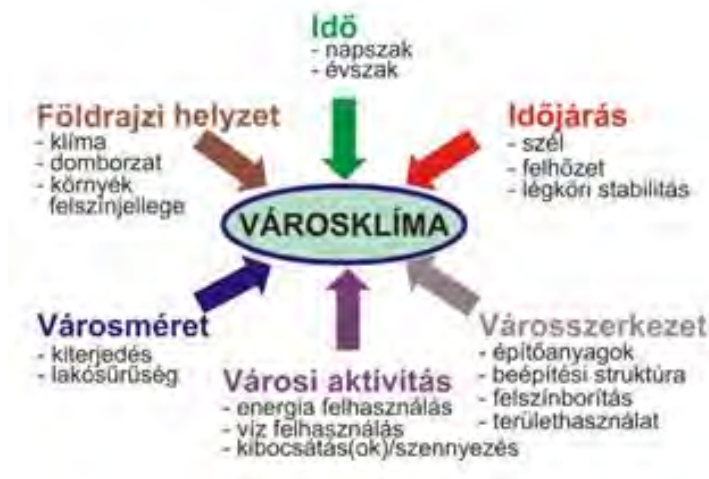 Idő
- napszak
- évszak
Földrajzi helyzet
- klíma
- domborzat
- környék
felszínjellege
Időjárás
- szél
- felhőzet
- légköri stabilitás
VÁROSKLÍMA
Városméret
- kiterjedés
- lakósűrűség
Városi aktivitás
- energia felhasználás
- víz felhasználás
- kibocsátás(ok)/szennyezés
Városszerkezet
- építőanyagok
- beépítési struktúra
- felszínborítás
- területhasználat